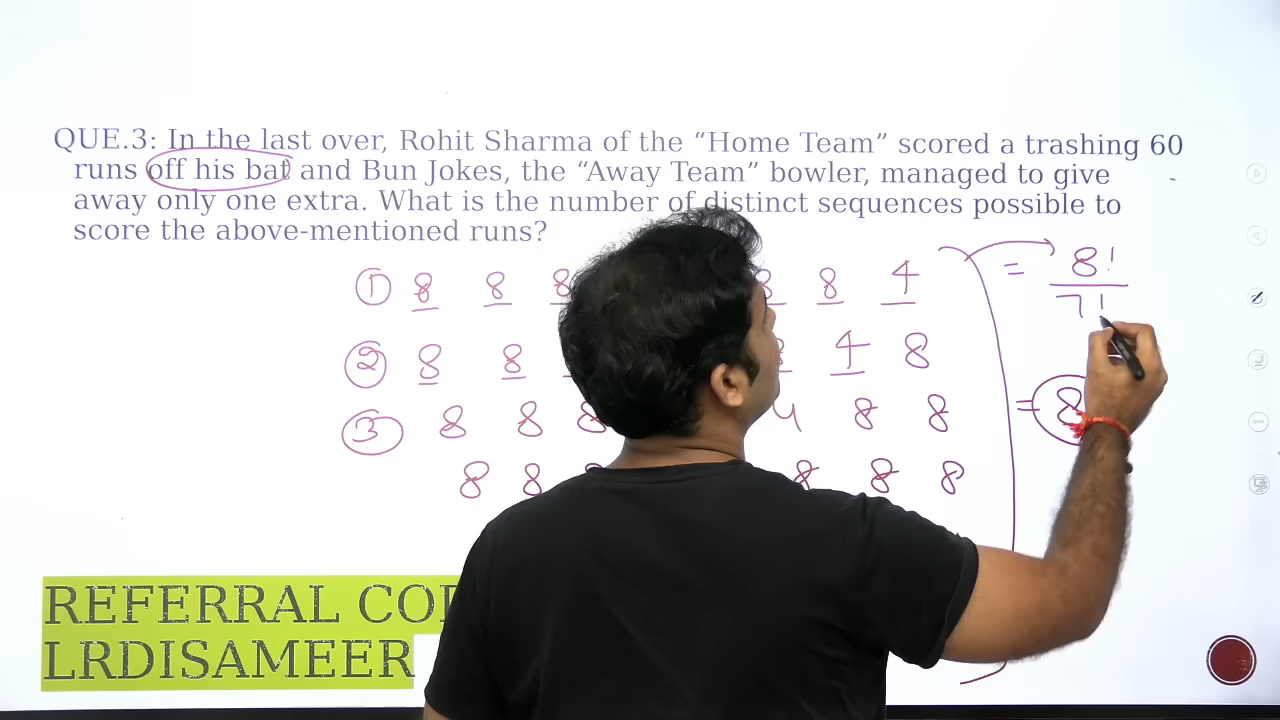 QUE.3: In the last over, Rohit Sharma of the “Home Team” scored a trashing 60
runs off his bat and Bun Jokes, the “Away Team” bowler, managed to give
away only one extra. What is the number of distinct sequences possible to
score the above-mentioned runs?
① 8 8 8 8 8 4 = 8!
7!
② 8 8 4 8
③ 8 8 8 4 8 8 = 8
8 8 8 8 8
REFERRAL
LRDISAMEER